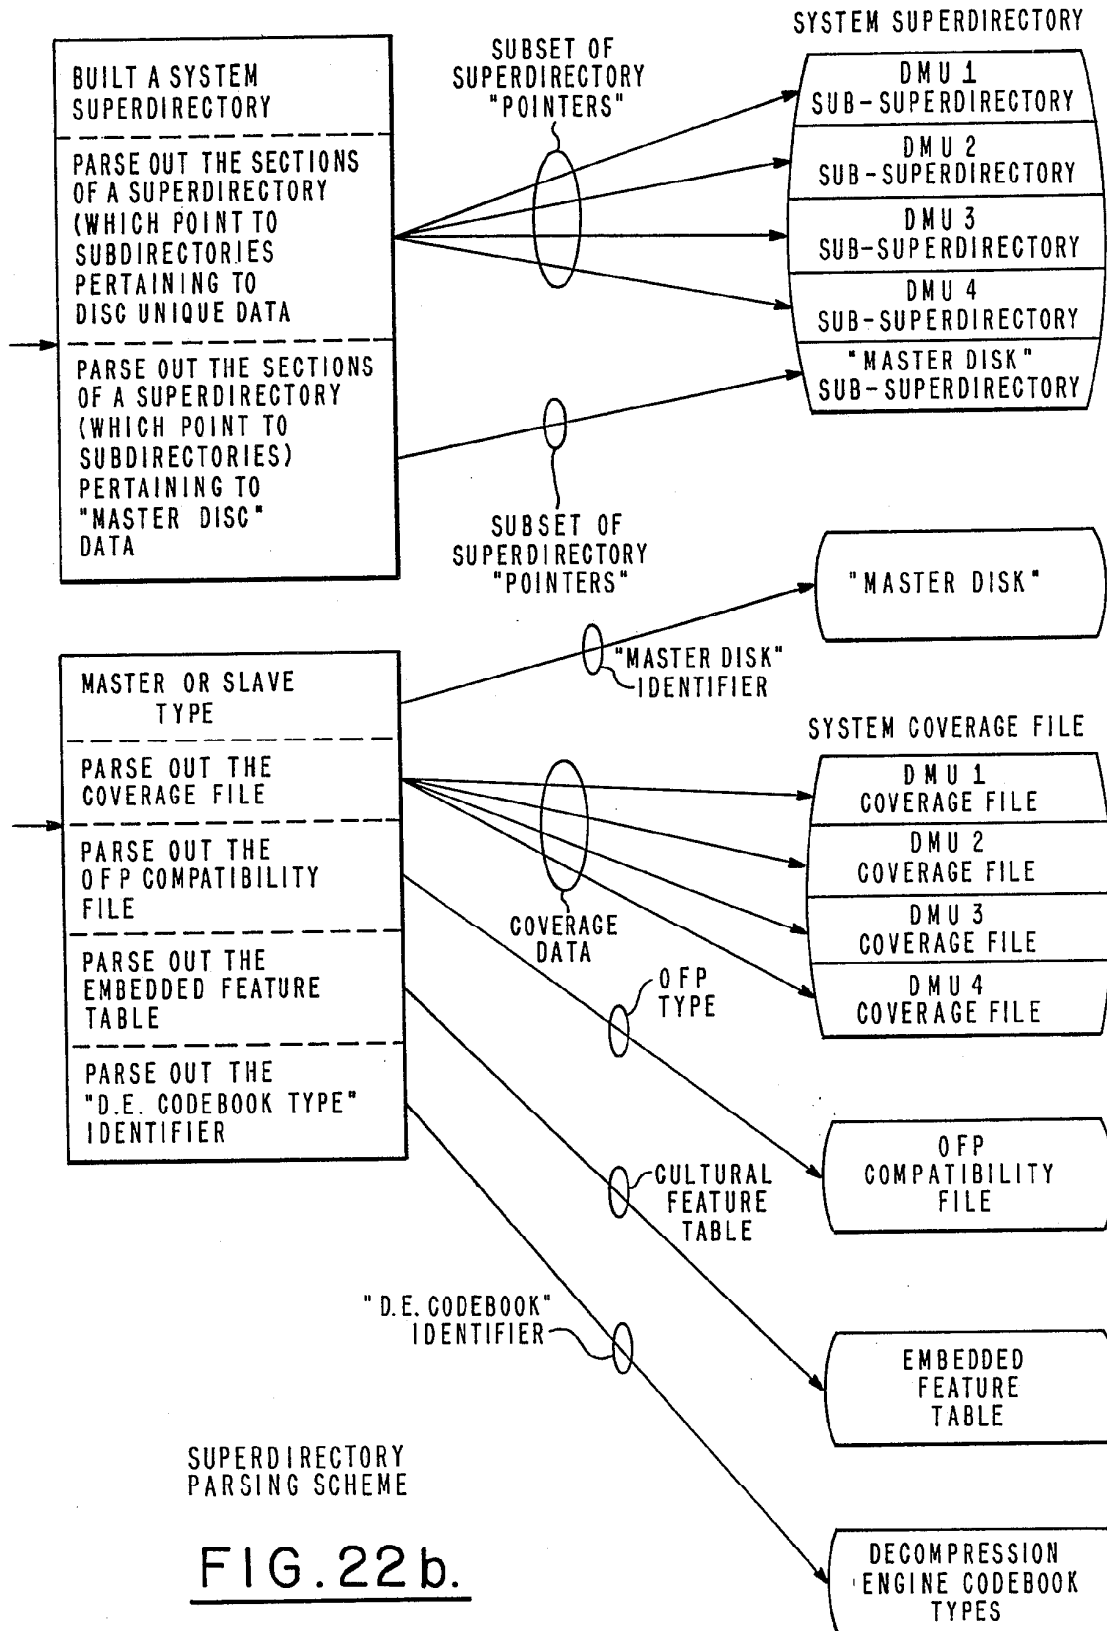 SYSTEM SUPERDIRECTORY
BUILT A SYSTEM
SUPERDIRECTORY
PARSE OUT THE SECTIONS
OF A SUPERDIRECTORY
(WHICH POINT TO
SUBDIRECTORIES
PERTAINING TO
DISC UNIQUE DATA
PARSE OUT THE SECTIONS
OF A SUPERDIRECTORY
(WHICH POINT TO
SUBDIRECTORIES)
PERTAINING TO
"MASTER DISC"
DATA
SUBSET OF
SUPERDIRECTORY
"POINTERS"
DMU 1
SUB-SUPERDIRECTORY
DMU 2
SUB-SUPERDIRECTORY
DMU 3
SUB-SUPERDIRECTORY
DMU 4
SUB-SUPERDIRECTORY
"MASTER DISK"
SUB-SUPERDIRECTORY
SUBSET OF
SUPERDIRECTORY
"POINTERS"
"MASTER DISK"
MASTER OR SLAVE
TYPE
PARSE OUT THE
COVERAGE FILE
PARSE OUT THE
OFP COMPATIBILITY
FILE
PARSE OUT THE
EMBEDDED FEATURE
TABLE
PARSE OUT THE
"D.E. CODEBOOK TYPE"
IDENTIFIER
"MASTER DISK"
IDENTIFIER
SYSTEM COVERAGE FILE
DMU 1
COVERAGE FILE
DMU 2
COVERAGE FILE
DMU 3
COVERAGE FILE
DMU 4
COVERAGE FILE
COVERAGE
DATA
OFP
TYPE
OFP
COMPATIBILITY
FILE
CULTURAL
FEATURE
TABLE
"D.E. CODEBOOK"
IDENTIFIER
EMBEDDED
FEATURE
TABLE
DECOMPRESSION
ENGINE CODEBOOK
TYPES
SUPERDIRECTORY
PARSING SCHEME
FIG. 22b.